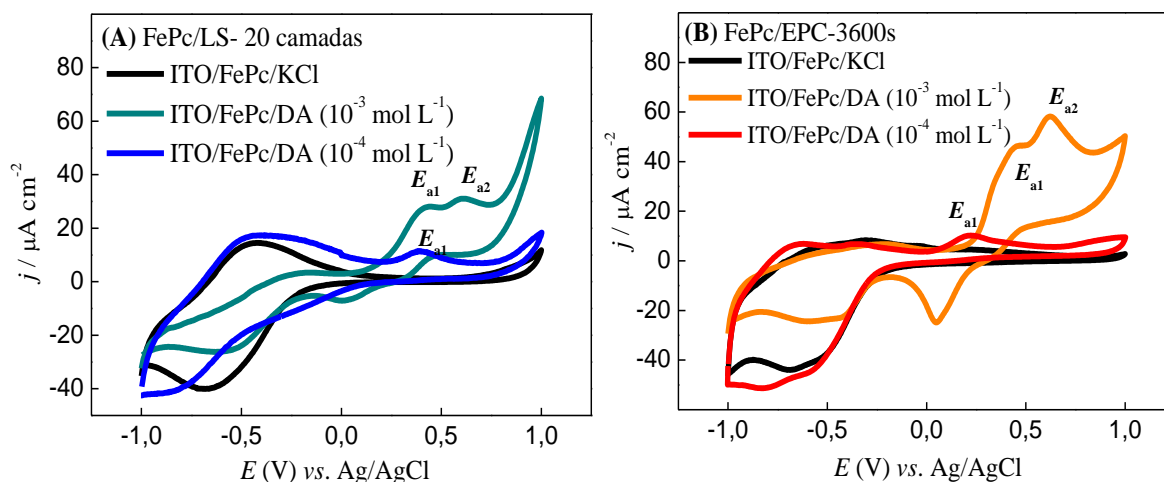 (A) FePc/LS- 20 camadas
ITO/FePc/KCl
ITO/FePc/DA (10⁻³ mol L⁻¹)
ITO/FePc/DA (10⁻⁴ mol L⁻¹)
Ea1
Ea2
Ea1
80
60
40
20
0
-20
-40
j / μA cm⁻²
-1,0 -0,5 0,0 0,5 1,0
E (V) vs. Ag/AgCl
(B) FePc/EPC-3600s
ITO/FePc/KCl
ITO/FePc/DA (10⁻³ mol L⁻¹)
ITO/FePc/DA (10⁻⁴ mol L⁻¹)
Ea2
Ea1
Ea1
80
60
40
20
0
-20
-40
j / μA cm⁻²
-1,0 -0,5 0,0 0,5 1,0
E (V) vs. Ag/AgCl